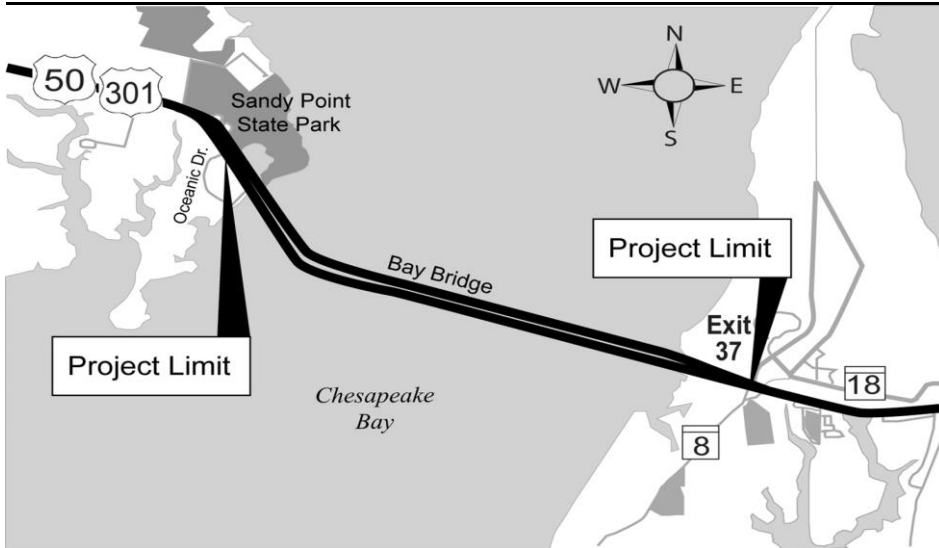 50
301
Sandy Point
State Park
Oceanic Dr.
N
W
E
S
Bay Bridge
Project Limit
Exit
37
Project Limit
Chesapeake
Bay
18
8